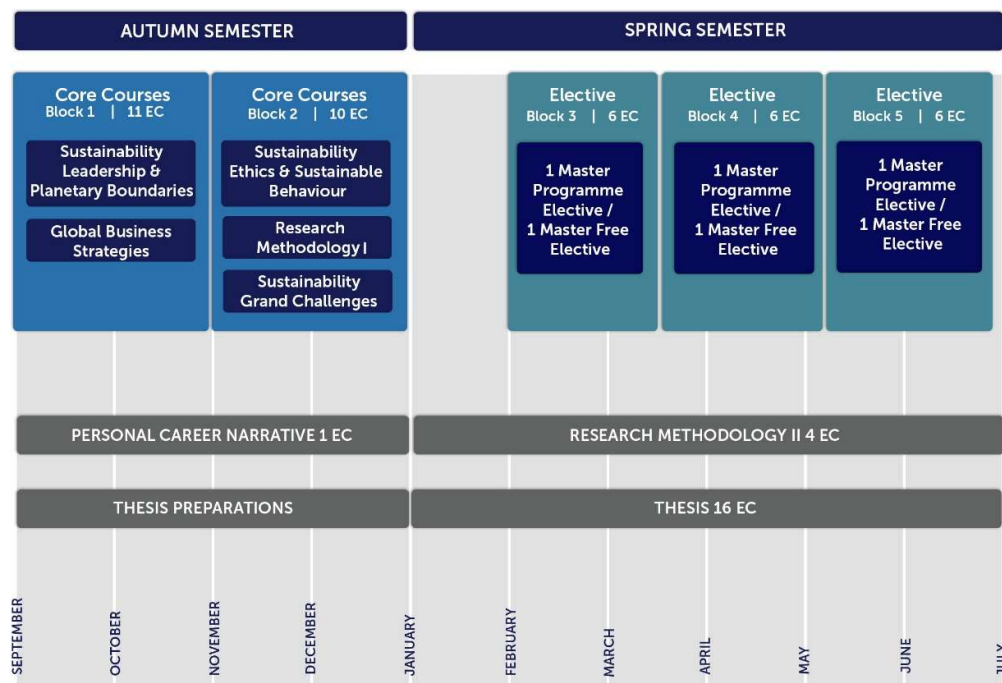 AUTUMN SEMESTER
SPRING SEMESTER
Core Courses
Block 1 | 11 EC
Sustainability
Leadership &
Planetary Boundaries
Global Business
Strategies
Core Courses
Block 2 | 10 EC
Sustainability
Ethics & Sustainable
Behaviour
Research
Methodology I
Sustainability
Grand Challenges
Elective
Block 3 | 6 EC
1 Master
Programme
Elective /
1 Master Free
Elective
Elective
Block 4 | 6 EC
1 Master
Programme
Elective /
1 Master Free
Elective
Elective
Block 5 | 6 EC
1 Master
Programme
Elective /
1 Master Free
Elective
PERSONAL CAREER NARRATIVE 1 EC
RESEARCH METHODOLOGY II 4 EC
THESIS PREPARATIONS
THESIS 16 EC
SEPTEMBER
OCTOBER
NOVEMBER
DECEMBER
JANUARY
FEBRUARY
MARCH
APRIL
MAY
JUNE
JULY